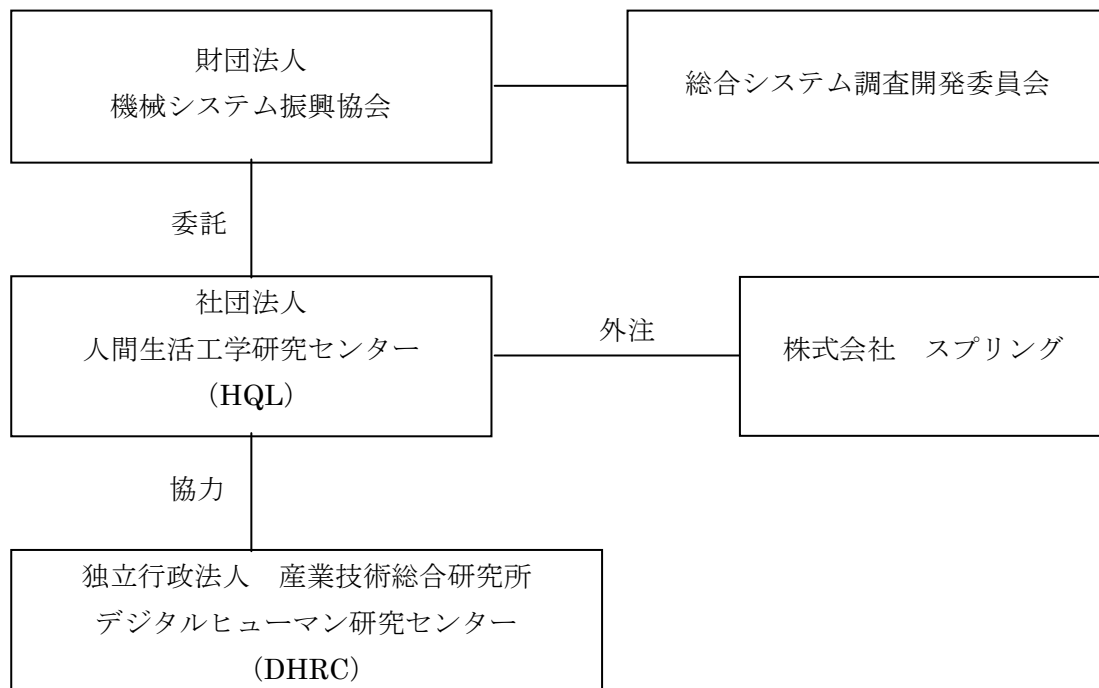 財団法人
機械システム振興協会
総合システム調査開発委員会
委託
社団法人
人間生活工学研究センター
（HQL）
外注
株式会社　スプリング
協力
独立行政法人　産業技術総合研究所
デジタルヒューマン研究センター
（DHRC）